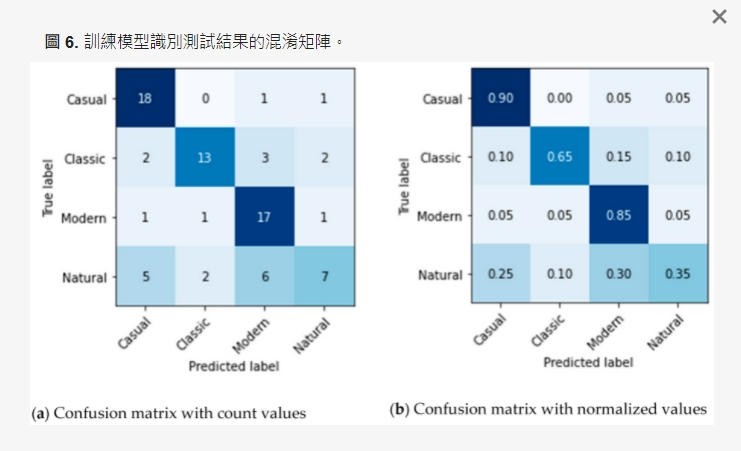 ×
圖 6. 訓練模型識別測試結果的混淆矩陣。
True label
Casual 18 0 1 1
Classic 2 13 3 2
Modern 1 1 17 1
Natural 5 2 6 7
Casual Classic Modern Natural
Predicted label
(a) Confusion matrix with count values
True label
Casual 0.90 0.00 0.05 0.05
Classic 0.10 0.65 0.15 0.10
Modern 0.05 0.05 0.85 0.05
Natural 0.25 0.10 0.30 0.35
Casual Classic Modern Natural
Predicted label
(b) Confusion matrix with normalized values